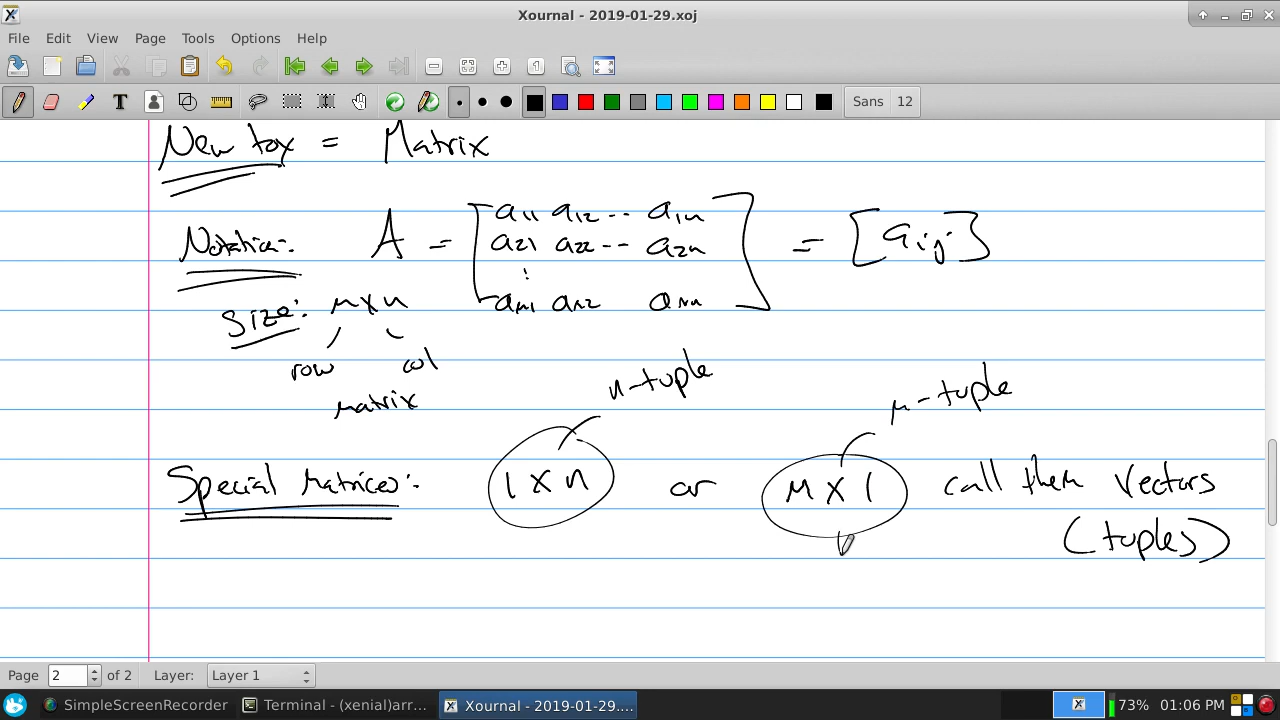 Xournal - 2019-01-29.xoj
File Edit View Page Tools Options Help
Sans 12
New toy = Matrix
Notation: A = [a11 a12 ... a1n
a21 a22 ... a2n
⋮
am1 am2 amn] = [aij]
Size: m x n
row col
matrix
n-tuple m-tuple
Special Matrices: 1 x n or m x 1 call them vectors
(tuples)
Page 2 of 2 Layer: Layer 1
SimpleScreenRecorder Terminal - (xenial)arr... Xournal - 2019-01-29.... 73% 01:06 PM